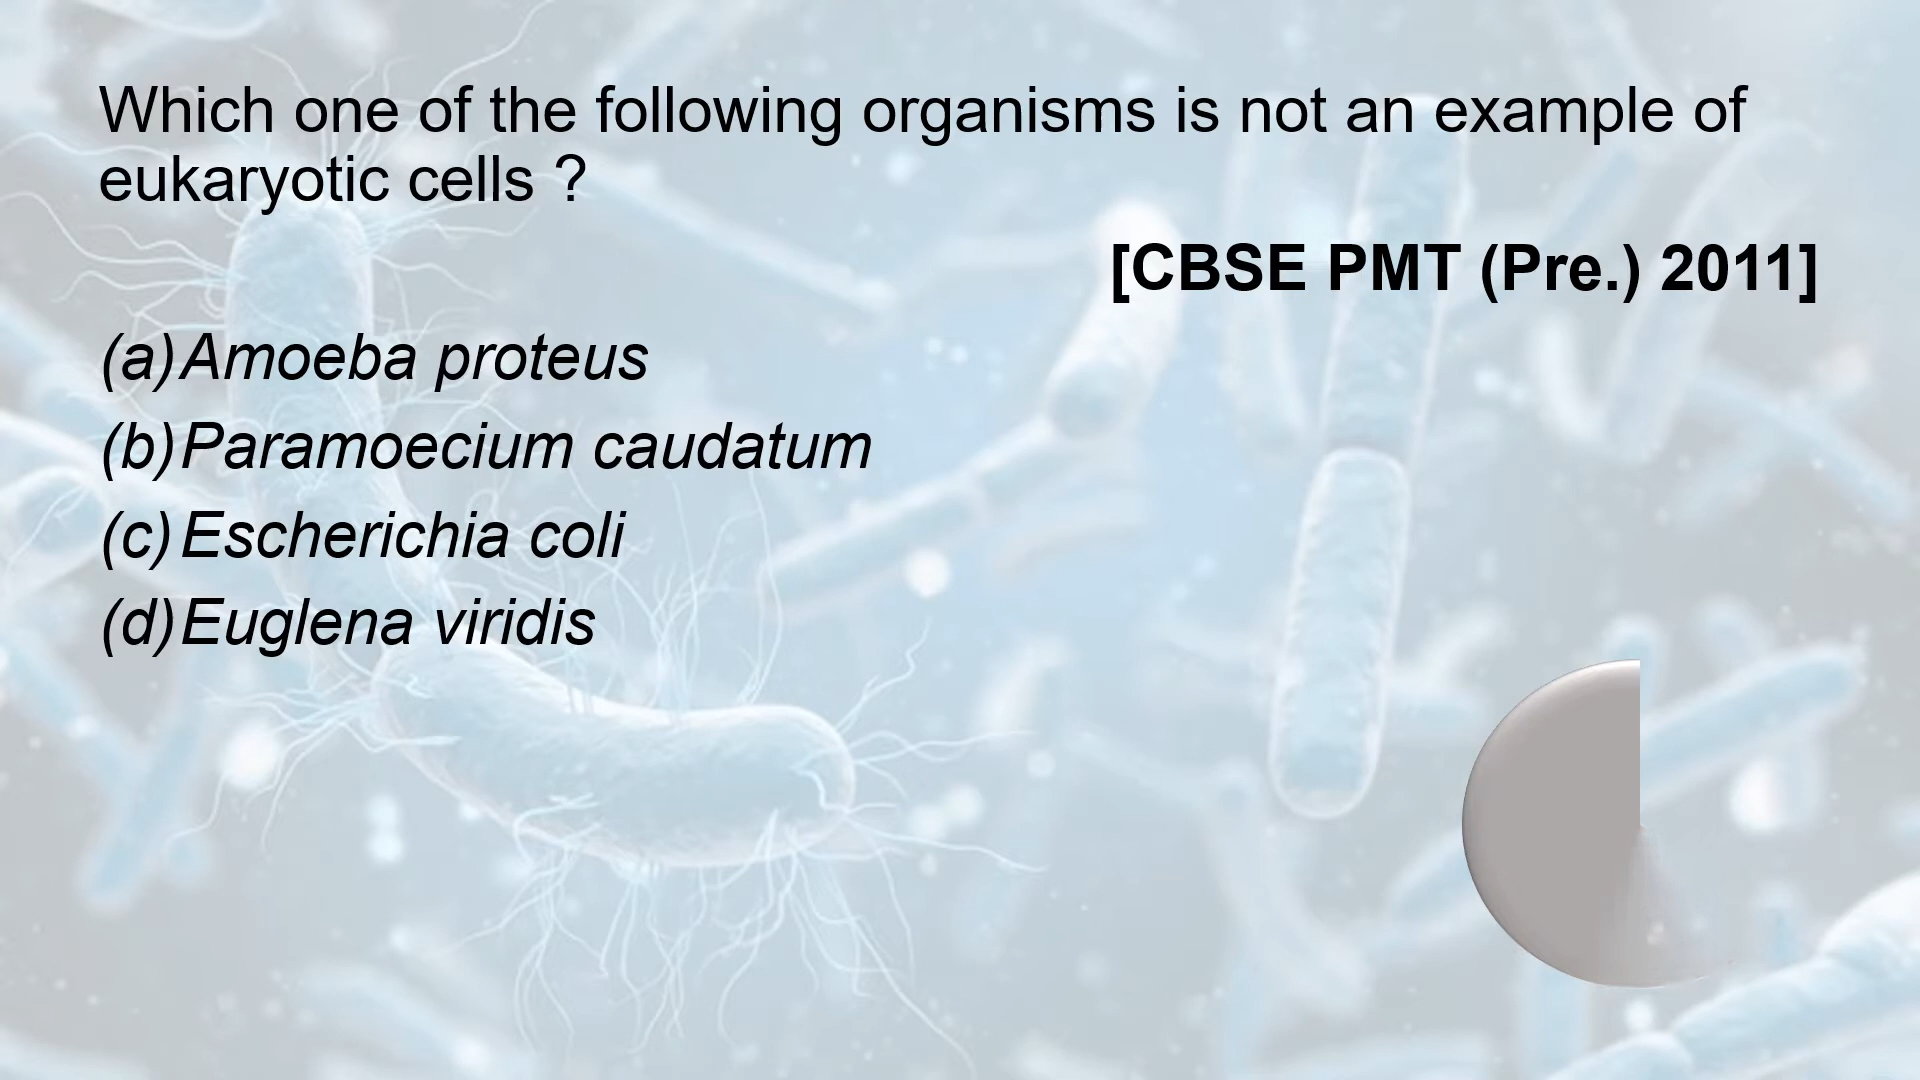 Which one of the following organisms is not an example of
eukaryotic cells ?
[CBSE PMT (Pre.) 2011]
(a) Amoeba proteus
(b) Paramoecium caudatum
(c) Escherichia coli
(d) Euglena viridis